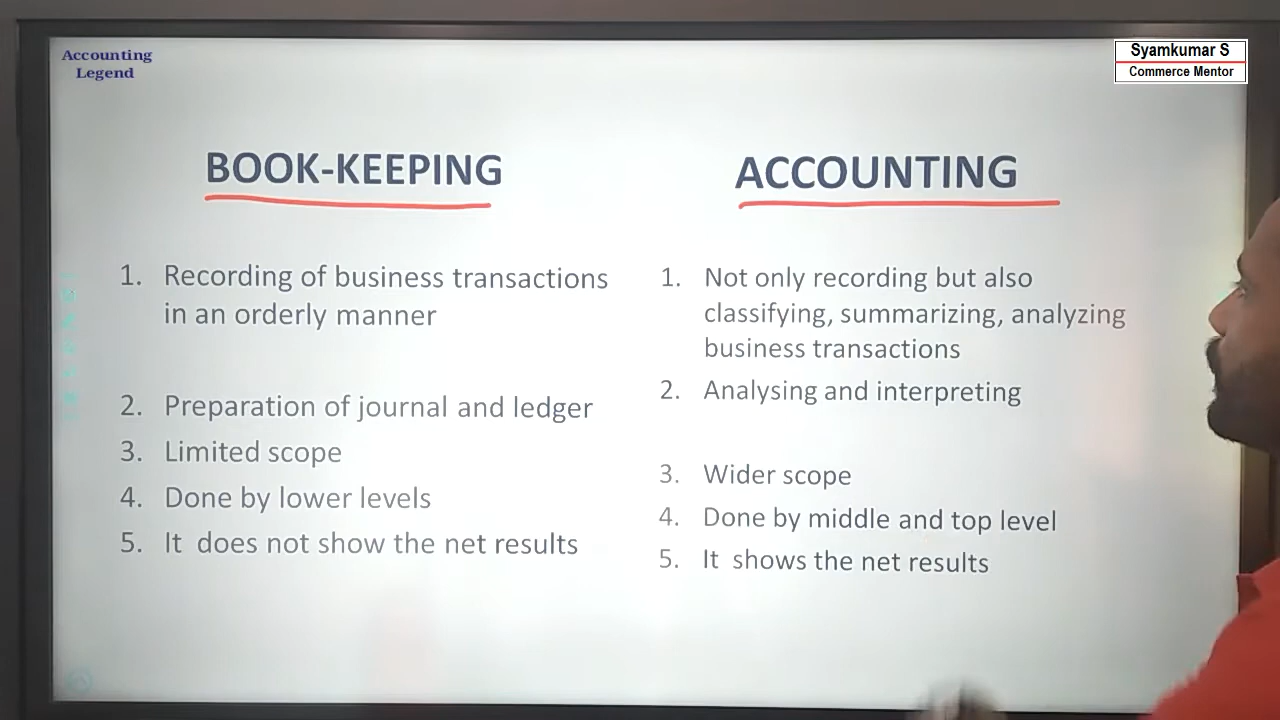 Accounting
Legend
Syamkumar S
Commerce Mentor
BOOK-KEEPING
1. Recording of business transactions
in an orderly manner
2. Preparation of journal and ledger
3. Limited scope
4. Done by lower levels
5. It does not show the net results
ACCOUNTING
1. Not only recording but also
classifying, summarizing, analyzing
business transactions
2. Analysing and interpreting
3. Wider scope
4. Done by middle and top level
5. It shows the net results